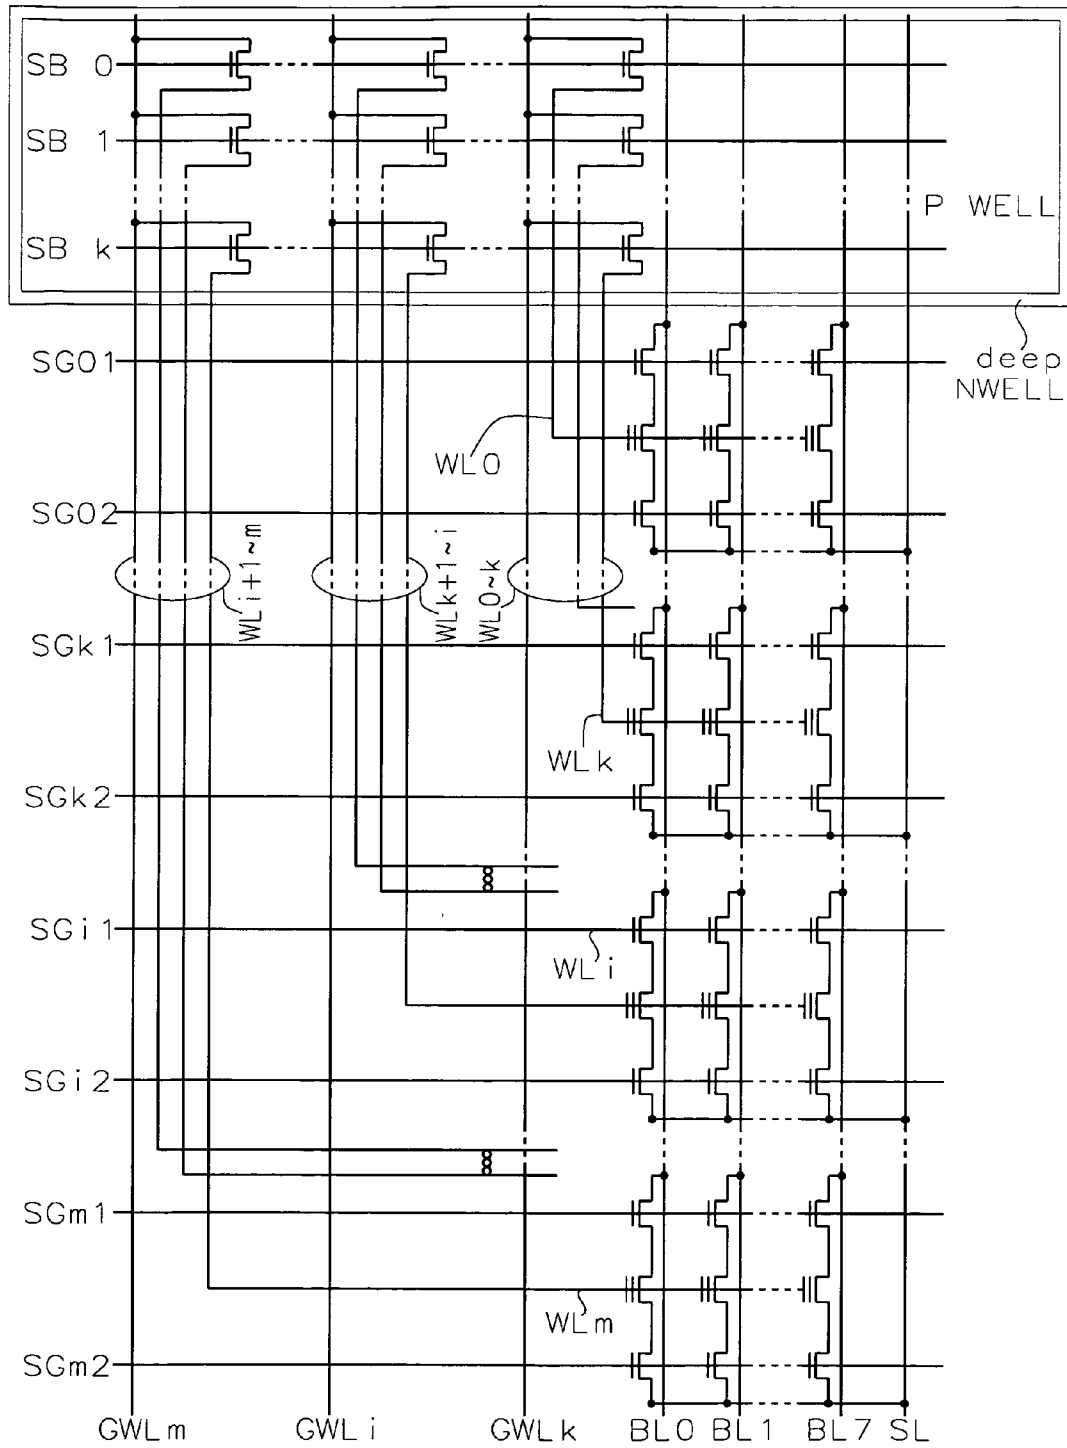 SB 0
SB 1
P WELL
SB k
SG01
deep
NWELL
WL0
SG02
WLi+1~m
WLk+1~i
WL0~k
SGk1
WLk
SGk2
SGi1
WLi
SGi2
SGm1
WLm
SGm2
GWLm
GWLi
GWLk
BL0
BL1
BL7
SL